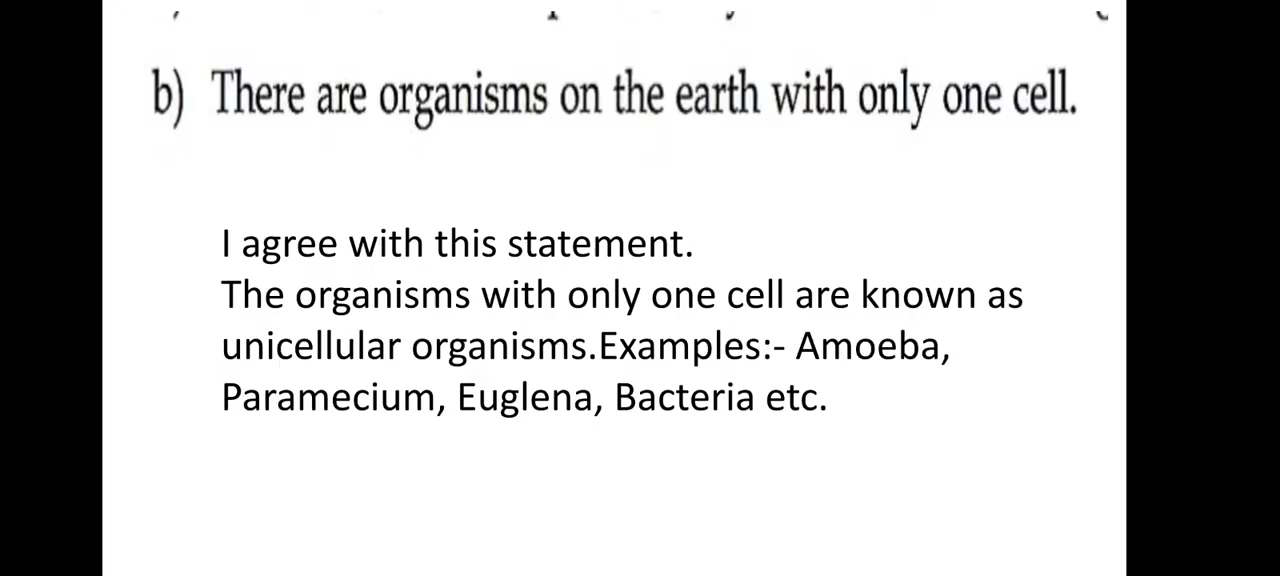 b) There are organisms on the earth with only one cell.
I agree with this statement.
The organisms with only one cell are known as
unicellular organisms.Examples:- Amoeba,
Paramecium, Euglena, Bacteria etc.